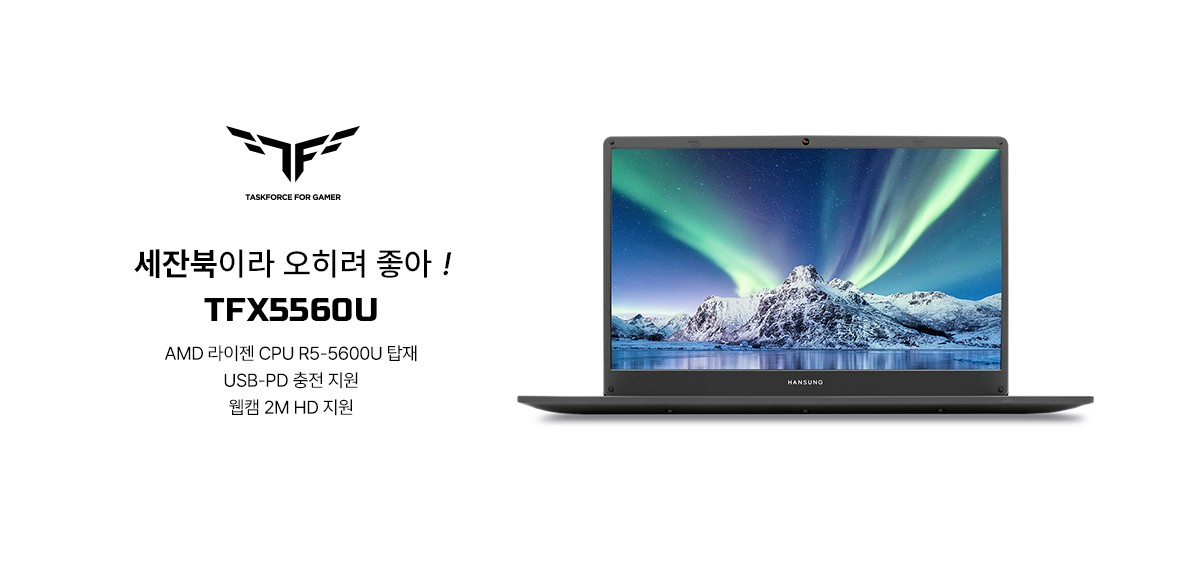 TF
TASKFORCE FOR GAMER
세잔북이라 오히려 좋아 !
TFX5560U
AMD 라이젠 CPU R5-5600U 탑재
USB-PD 충전 지원
웹캠 2M HD 지원
HANSUNG